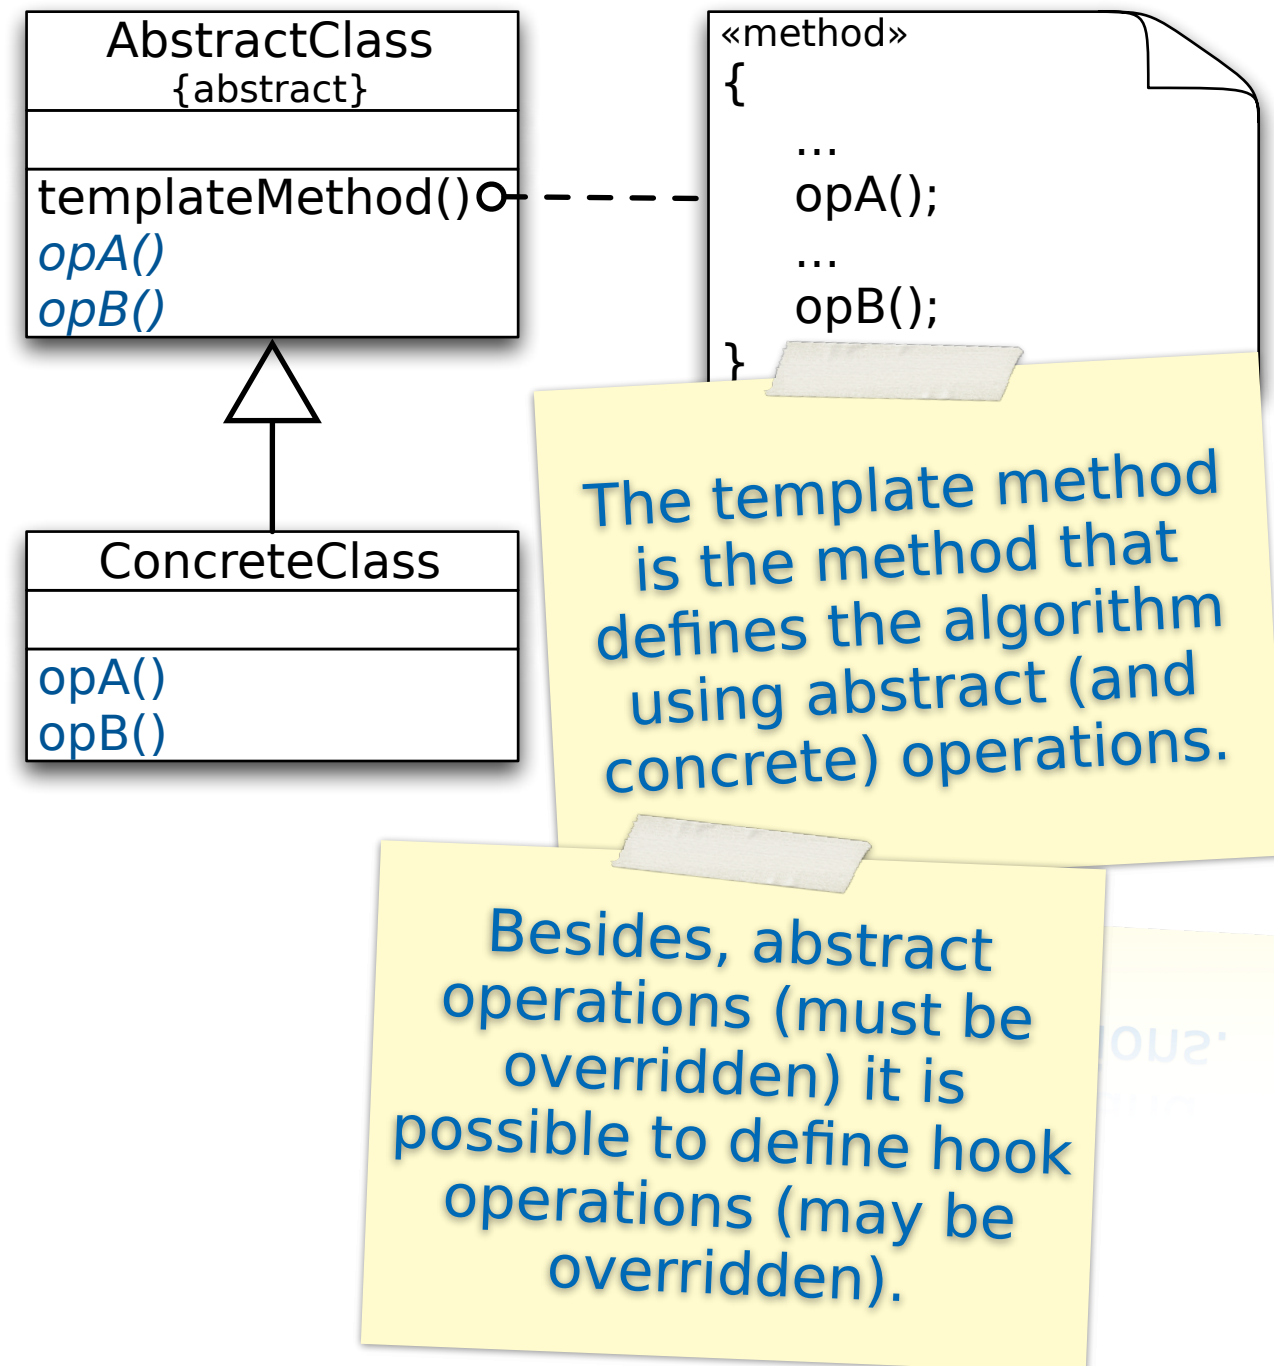 AbstractClass
{abstract}
templateMethod()
opA()
opB()
«method»
{
...
opA();
...
opB();
}
ConcreteClass
opA()
opB()
The template method
is the method that
defines the algorithm
using abstract (and
concrete) operations.
Besides, abstract
operations (must be
overridden) it is
possible to define hook
operations (may be
overridden).